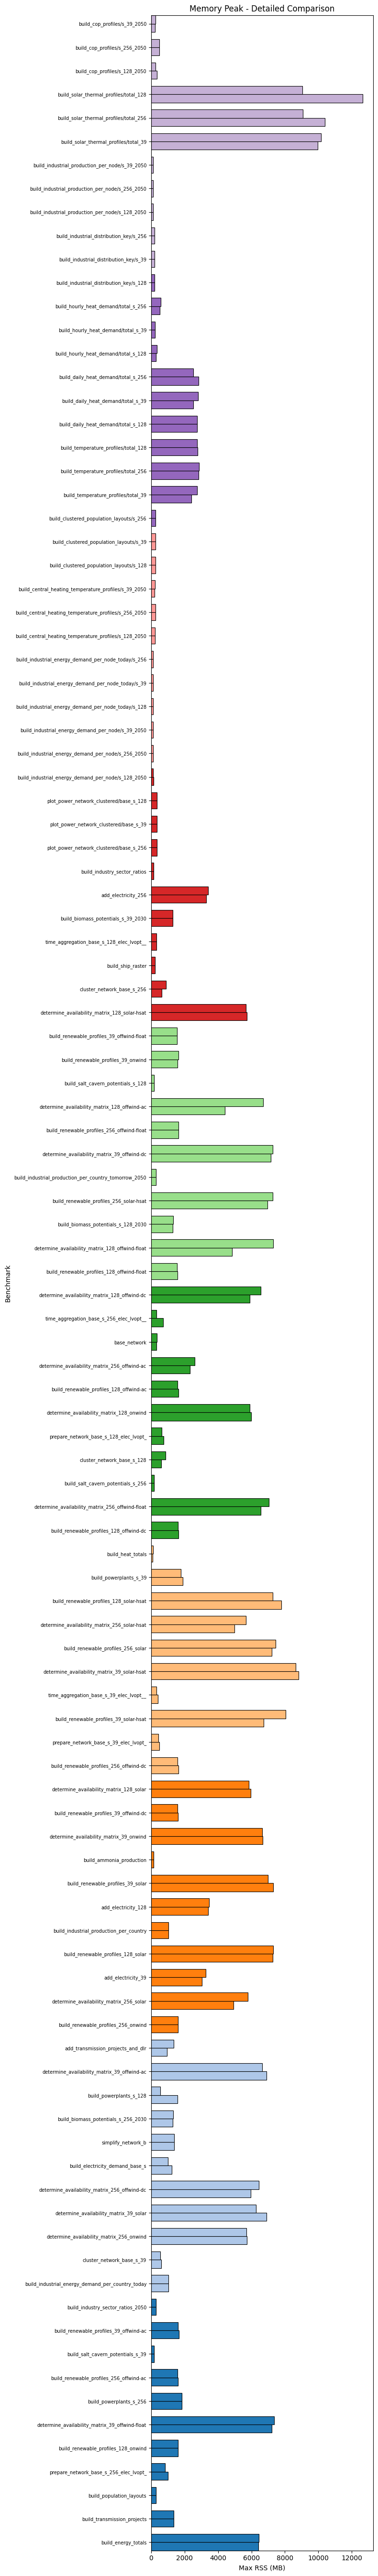 Memory Peak - Detailed Comparison
build_cop_profiles/s_39_2050
build_cop_profiles/s_256_2050
build_cop_profiles/s_128_2050
build_solar_thermal_profiles/total_128
build_solar_thermal_profiles/total_256
build_solar_thermal_profiles/total_39
build_industrial_production_per_node/s_39_2050
build_industrial_production_per_node/s_256_2050
build_industrial_production_per_node/s_128_2050
build_industrial_distribution_key/s_256
build_industrial_distribution_key/s_39
build_industrial_distribution_key/s_128
build_hourly_heat_demand/total_s_256
build_hourly_heat_demand/total_s_39
build_hourly_heat_demand/total_s_128
build_daily_heat_demand/total_s_256
build_daily_heat_demand/total_s_39
build_daily_heat_demand/total_s_128
build_temperature_profiles/total_128
build_temperature_profiles/total_256
build_temperature_profiles/total_39
build_clustered_population_layouts/s_256
build_clustered_population_layouts/s_39
build_clustered_population_layouts/s_128
build_central_heating_temperature_profiles/s_39_2050
build_central_heating_temperature_profiles/s_256_2050
build_central_heating_temperature_profiles/s_128_2050
build_industrial_energy_demand_per_node_today/s_256
build_industrial_energy_demand_per_node_today/s_39
build_industrial_energy_demand_per_node_today/s_128
build_industrial_energy_demand_per_node/s_39_2050
build_industrial_energy_demand_per_node/s_256_2050
build_industrial_energy_demand_per_node/s_128_2050
plot_power_network_clustered/base_s_128
plot_power_network_clustered/base_s_39
plot_power_network_clustered/base_s_256
build_industry_sector_ratios
add_electricity_256
build_biomass_potentials_s_39_2030
time_aggregation_base_s_128_elec_lvopt__
build_ship_raster
cluster_network_base_s_256
determine_availability_matrix_128_solar-hsat
build_renewable_profiles_39_offwind-float
build_renewable_profiles_39_onwind
build_salt_cavern_potentials_s_128
determine_availability_matrix_128_offwind-ac
build_renewable_profiles_256_offwind-float
determine_availability_matrix_39_offwind-dc
build_industrial_production_per_country_tomorrow_2050
build_renewable_profiles_256_solar-hsat
build_biomass_potentials_s_128_2030
determine_availability_matrix_128_offwind-float
build_renewable_profiles_128_offwind-float
determine_availability_matrix_128_offwind-dc
time_aggregation_base_s_256_elec_lvopt__
base_network
determine_availability_matrix_256_offwind-ac
build_renewable_profiles_128_offwind-ac
determine_availability_matrix_128_onwind
prepare_network_base_s_128_elec_lvopt_
cluster_network_base_s_128
build_salt_cavern_potentials_s_256
determine_availability_matrix_256_offwind-float
build_renewable_profiles_128_offwind-dc
build_heat_totals
build_powerplants_s_39
build_renewable_profiles_128_solar-hsat
determine_availability_matrix_256_solar-hsat
build_renewable_profiles_256_solar
determine_availability_matrix_39_solar-hsat
time_aggregation_base_s_39_elec_lvopt__
build_renewable_profiles_39_solar-hsat
prepare_network_base_s_39_elec_lvopt_
build_renewable_profiles_256_offwind-dc
determine_availability_matrix_128_solar
build_renewable_profiles_39_offwind-dc
determine_availability_matrix_39_onwind
build_ammonia_production
build_renewable_profiles_39_solar
add_electricity_128
build_industrial_production_per_country
build_renewable_profiles_128_solar
add_electricity_39
determine_availability_matrix_256_solar
build_renewable_profiles_256_onwind
add_transmission_projects_and_dlr
determine_availability_matrix_39_offwind-ac
build_powerplants_s_128
build_biomass_potentials_s_256_2030
simplify_network_b
build_electricity_demand_base_s
determine_availability_matrix_256_offwind-dc
determine_availability_matrix_39_solar
determine_availability_matrix_256_onwind
cluster_network_base_s_39
build_industrial_energy_demand_per_country_today
build_industry_sector_ratios_2050
build_renewable_profiles_39_offwind-ac
build_salt_cavern_potentials_s_39
build_renewable_profiles_256_offwind-ac
build_powerplants_s_256
determine_availability_matrix_39_offwind-float
build_renewable_profiles_128_onwind
prepare_network_base_s_256_elec_lvopt_
build_population_layouts
build_transmission_projects
build_energy_totals
Benchmark
0 2000 4000 6000 8000 10000 12000
Max RSS (MB)